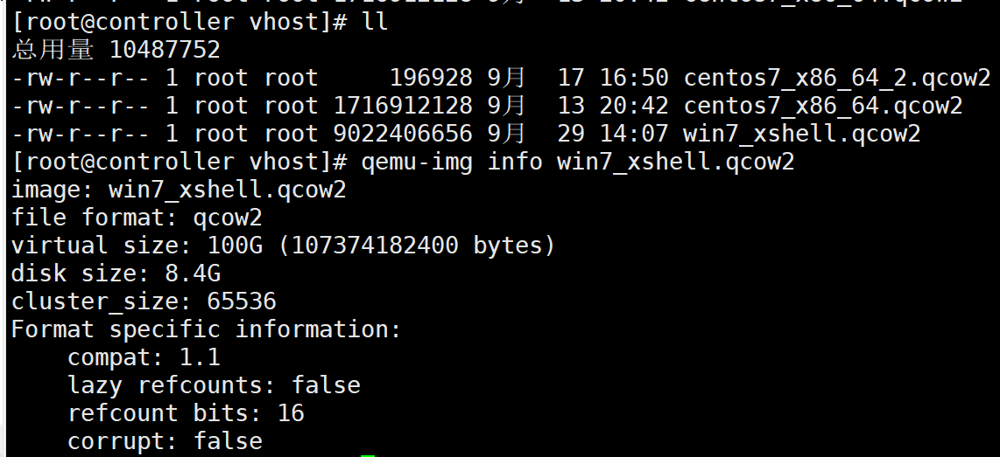 [root@controller vhost]# ll
总用量 10487752
-rw-r--r-- 1 root root     196928 9月  17 16:50 centos7_x86_64_2.qcow2
-rw-r--r-- 1 root root 1716912128 9月  13 20:42 centos7_x86_64.qcow2
-rw-r--r-- 1 root root 9022406656 9月  29 14:07 win7_xshell.qcow2
[root@controller vhost]# qemu-img info win7_xshell.qcow2
image: win7_xshell.qcow2
file format: qcow2
virtual size: 100G (107374182400 bytes)
disk size: 8.4G
cluster_size: 65536
Format specific information:
    compat: 1.1
    lazy refcounts: false
    refcount bits: 16
    corrupt: false